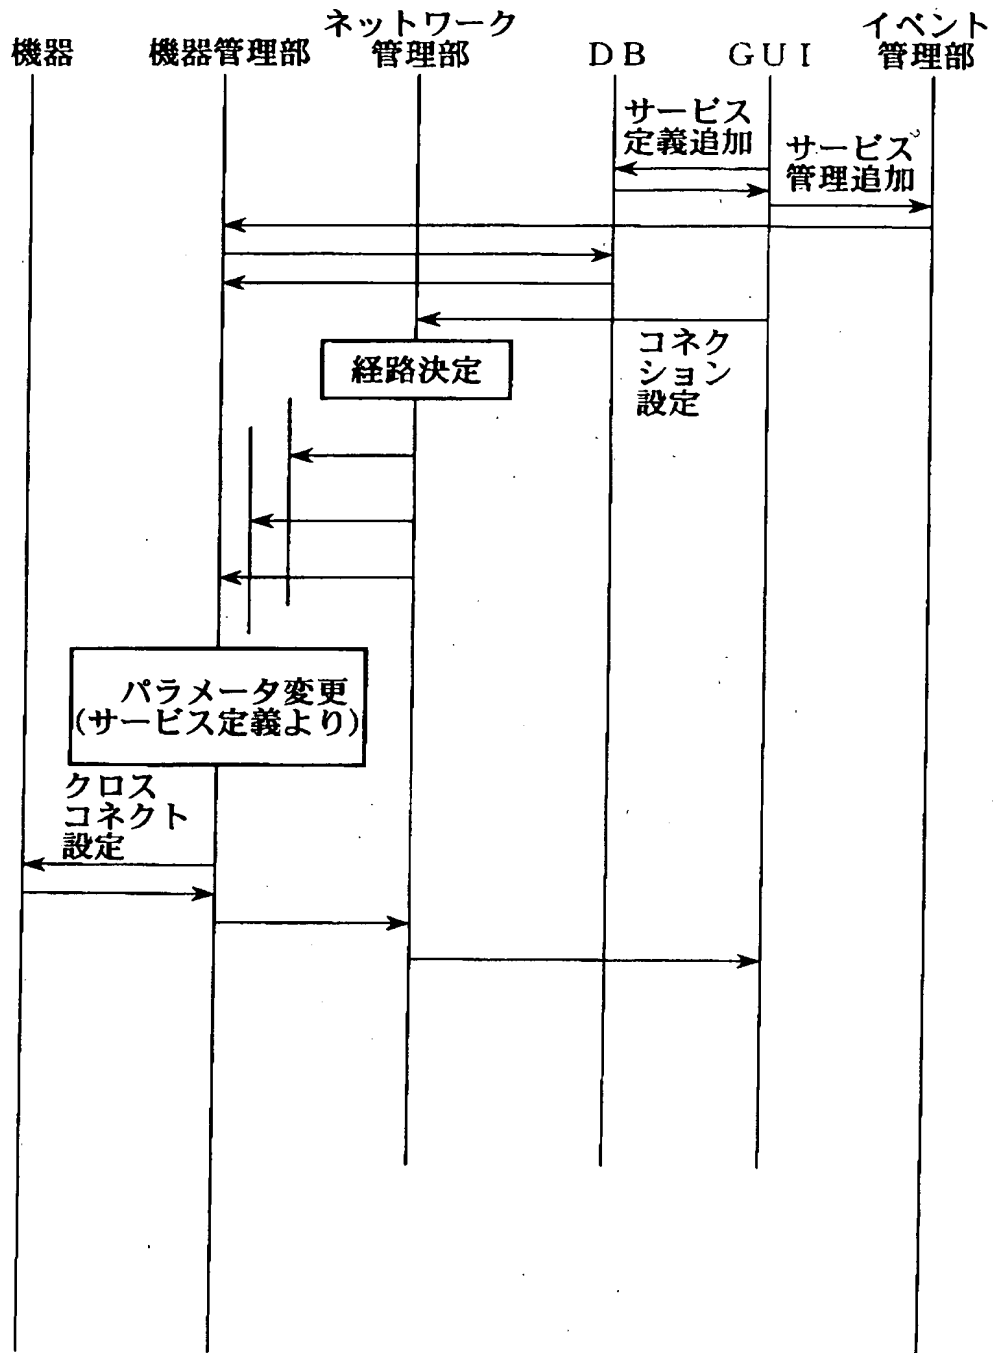 ネットワーク
イベント
機器
機器管理部
管理部
ＤＢ
ＧＵＩ
管理部
サービス
定義追加
サービス
管理追加
コネク
ション
設定
経路決定
パラメータ変更
(サービス定義より)
クロス
コネクト
設定